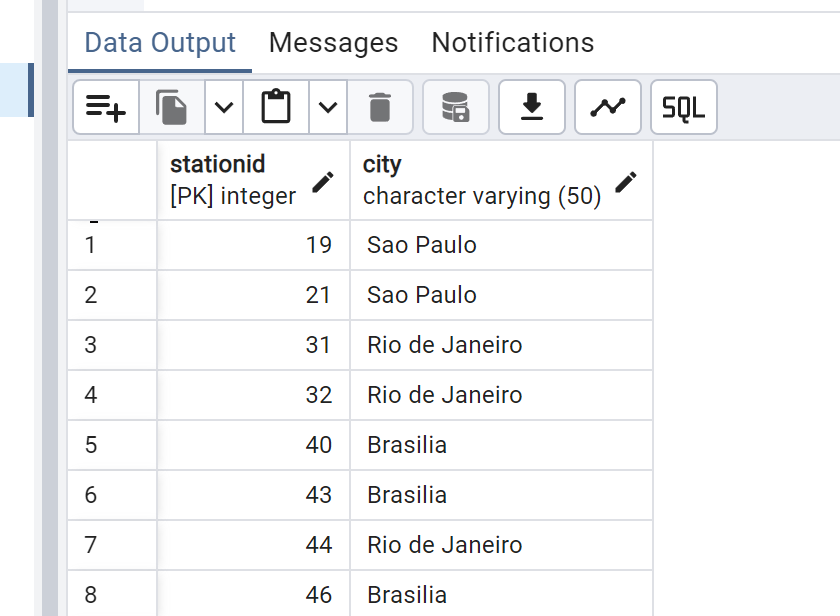 Data Output Messages Notifications
SQL
stationid city
[PK] integer character varying (50)
1 19 Sao Paulo
2 21 Sao Paulo
3 31 Rio de Janeiro
4 32 Rio de Janeiro
5 40 Brasilia
6 43 Brasilia
7 44 Rio de Janeiro
8 46 Brasilia